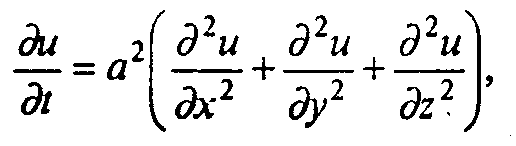 ∂u/∂t = a²(∂²u/∂x² + ∂²u/∂y² + ∂²u/∂z²),